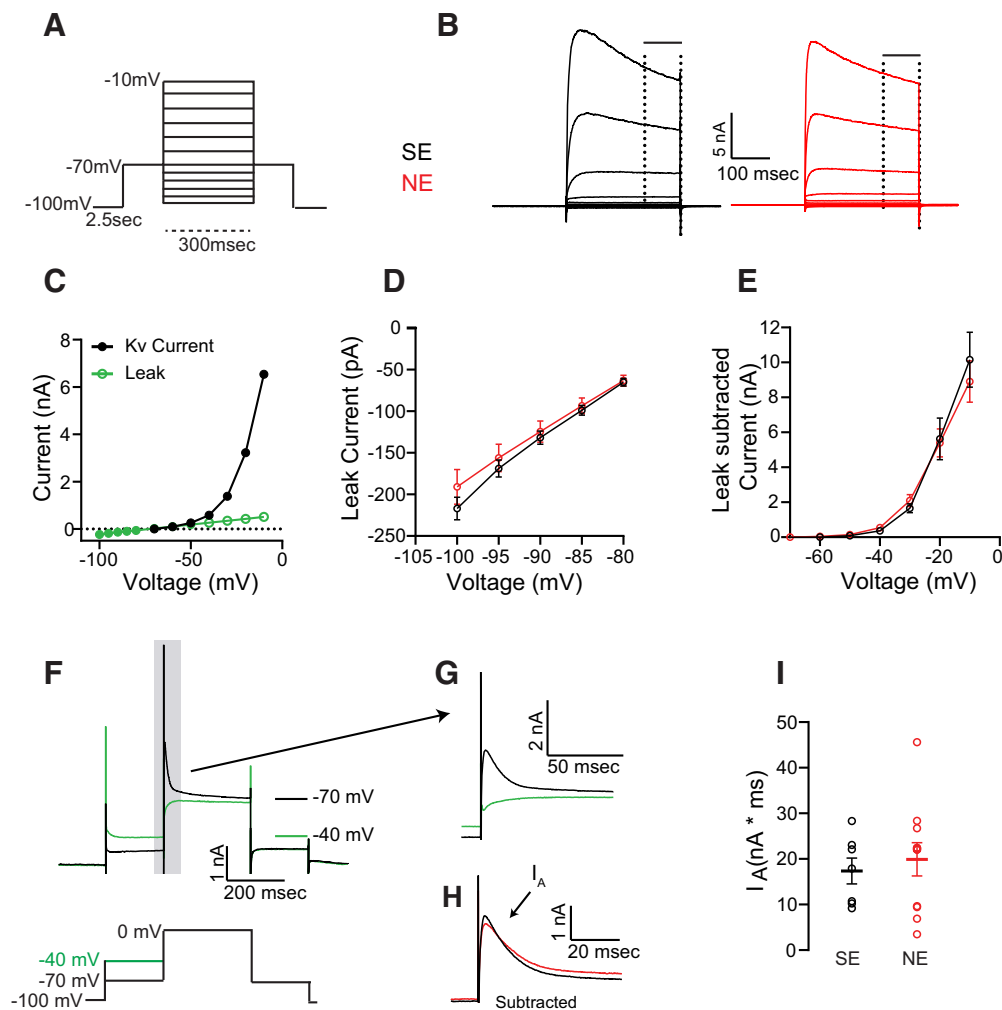 A
-10mV
-70mV
-100mV
2.5sec
300msec
B
SE
NE
5 nA
100 msec
C
8
6
4
2
0
Current (nA)
Kv Current
Leak
-100
-50
0
Voltage (mV)
D
0
-50
-100
-150
-200
-250
Leak Current (pA)
-105
-100
-95
-90
-85
-80
Voltage (mV)
E
12
10
8
6
4
2
0
Leak subtracted
Current (nA)
-60
-40
-20
0
Voltage (mV)
F
-70 mV
-40 mV
1 nA
200 msec
0 mV
-40 mV
-70 mV
-100 mV
G
2 nA
50 msec
H
I_A
1 nA
20 msec
Subtracted
I
50
40
30
20
10
0
I_A(nA * ms)
SE
NE